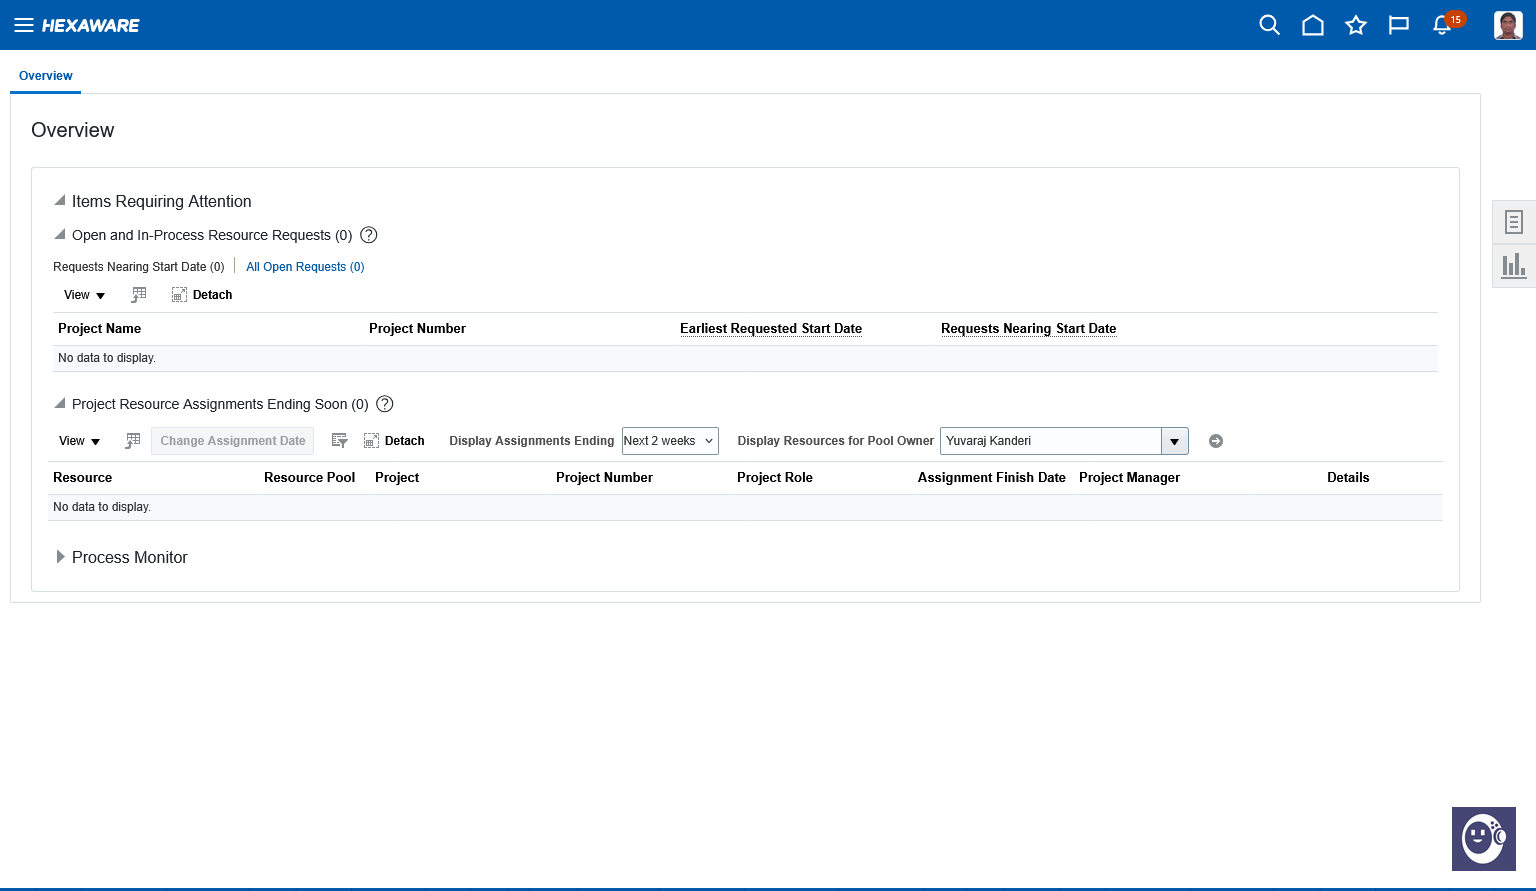 HEXAWARE
15
Overview
Overview
Items Requiring Attention
Open and In-Process Resource Requests (0) ?
Requests Nearing Start Date (0) All Open Requests (0)
View Detach
Project Name Project Number Earliest Requested Start Date Requests Nearing Start Date
No data to display.
Project Resource Assignments Ending Soon (0) ?
View Change Assignment Date Detach Display Assignments Ending Next 2 weeks Display Resources for Pool Owner Yuvaraj Kanderi
Resource Resource Pool Project Project Number Project Role Assignment Finish Date Project Manager Details
No data to display.
Process Monitor